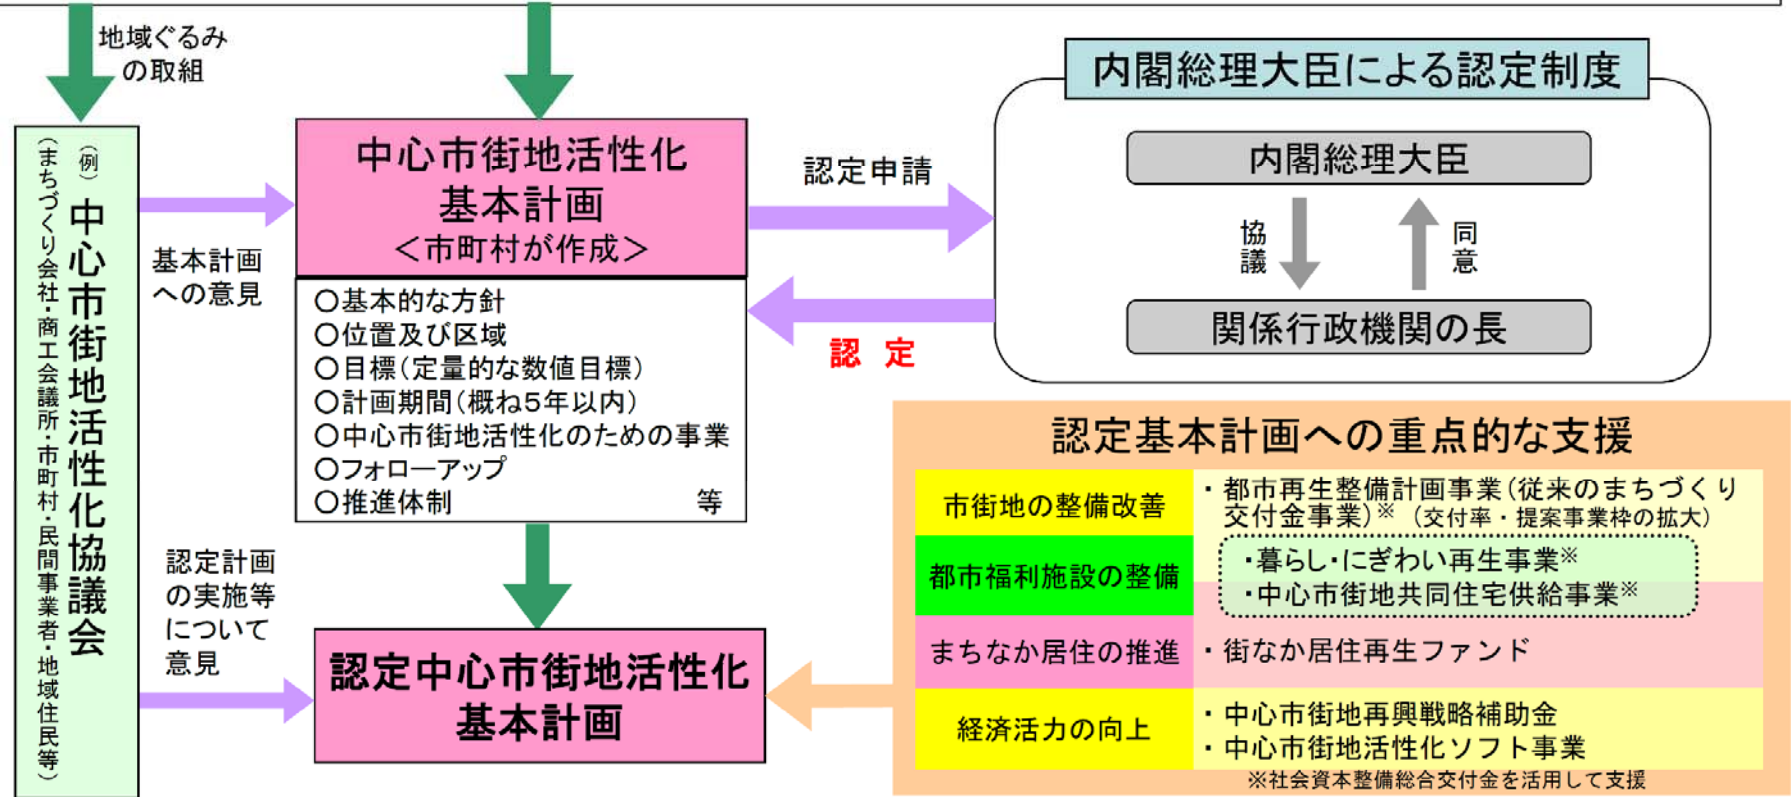 地域ぐるみ
の取組
(例)中心市街地活性化協議会
(まちづくり会社・商工会議所・市町村・民間事業者・地域住民等)
基本計画
への意見
認定計画
の実施等
について
意見
中心市街地活性化
基本計画
＜市町村が作成＞
○基本的な方針
○位置及び区域
○目標(定量的な数値目標)
○計画期間(概ね5年以内)
○中心市街地活性化のための事業
○フォローアップ
○推進体制 等
認定中心市街地活性化
基本計画
認定申請
認 定
内閣総理大臣による認定制度
内閣総理大臣
協議
同意
関係行政機関の長
認定基本計画への重点的な支援
市街地の整備改善
・都市再生整備計画事業(従来のまちづくり
交付金事業)※ (交付率・提案事業枠の拡大)
都市福利施設の整備
・暮らし・にぎわい再生事業※
・中心市街地共同住宅供給事業※
まちなか居住の推進
・街なか居住再生ファンド
経済活力の向上
・中心市街地再興戦略補助金
・中心市街地活性化ソフト事業
※社会資本整備総合交付金を活用して支援